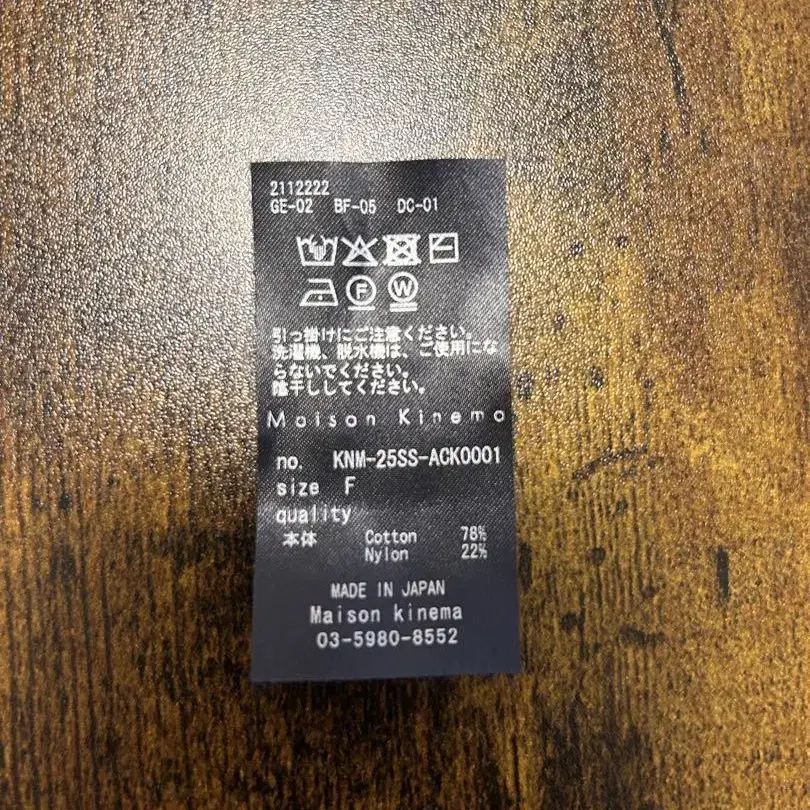 2112222
GE-02 BF-05 DC-01
F
W
引っ掛けにご注意ください。
洗濯機、脱水機は、ご使用にな
らないでください。
陰干ししてください。
Maison Kinema
no. KNM-25SS-ACK0001
size F
quality
本体 Cotton 78%
Nylon 22%
MADE IN JAPAN
Maison kinema
03-5980-8552